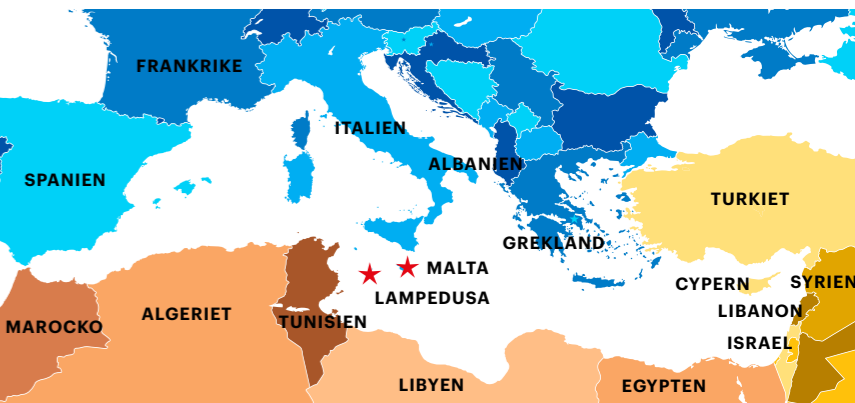 FRANKRIKE
ITALIEN
ALBANIEN
SPANIEN
TURKIET
GREKLAND
MALTA
CYPERN
SYRIEN
LAMPEDUSA
LIBANON
ALGERIET
TUNISIEN
MAROCKO
ISRAEL
LIBYEN
EGYPTEN